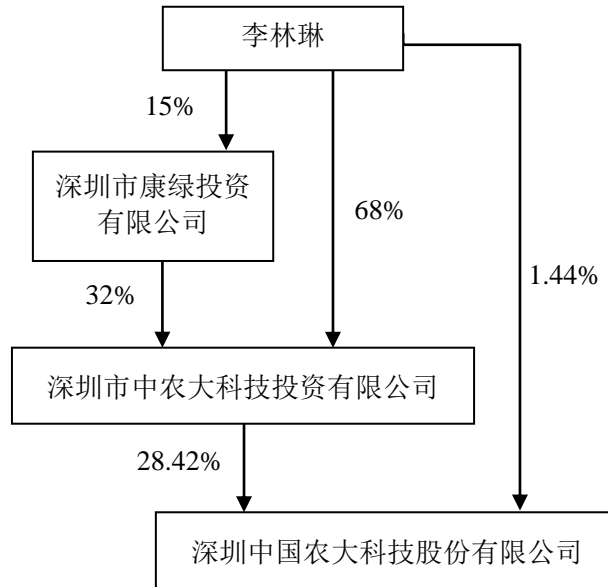 李林琳
15%
深圳市康绿投资
有限公司
68%
1.44%
32%
深圳市中农大科技投资有限公司
28.42%
深圳中国农大科技股份有限公司